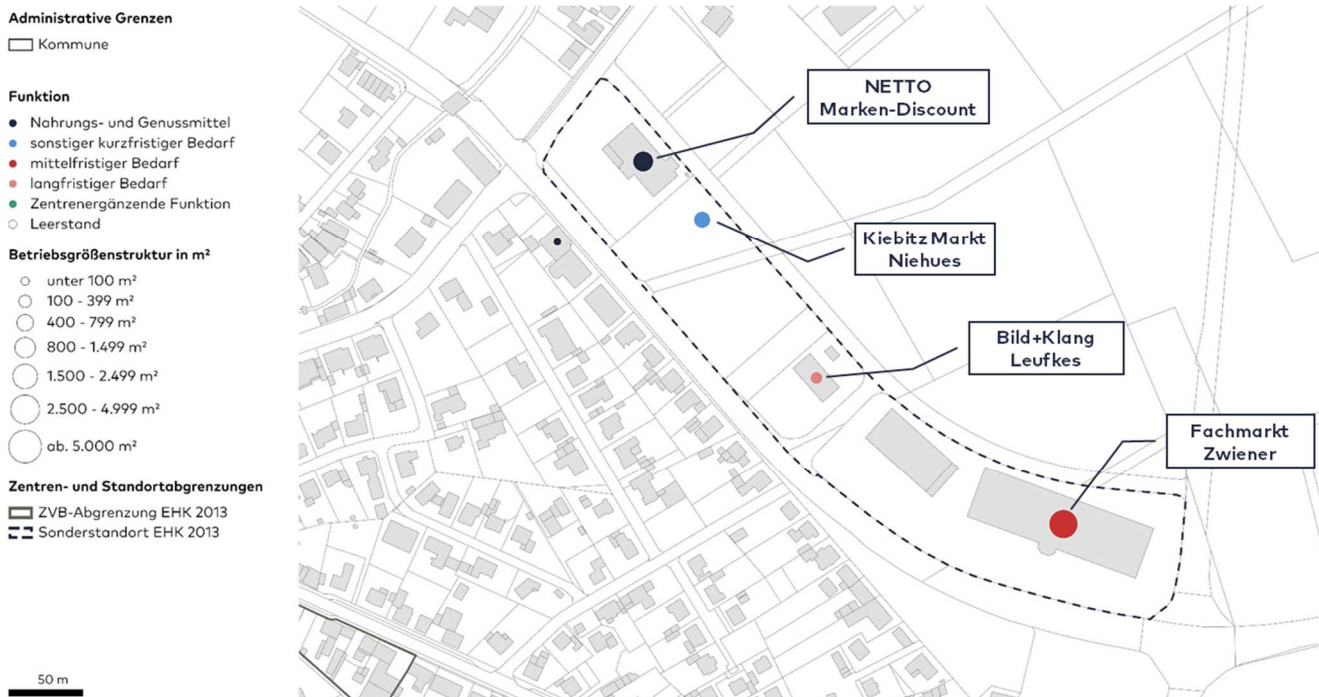 Administrative Grenzen
Kommune
Funktion
Nahrungs- und Genussmittel
sonstiger kurzfristiger Bedarf
mittelfristiger Bedarf
langfristiger Bedarf
Zentrenergänzende Funktion
Leerstand
Betriebsgrößenstruktur in m²
unter 100 m²
100 - 399 m²
400 - 799 m²
800 - 1.499 m²
1.500 - 2.499 m²
2.500 - 4.999 m²
ab. 5.000 m²
Zentren- und Standortabgrenzungen
ZVB-Abgrenzung EHK 2013
Sonderstandort EHK 2013
50 m
NETTO
Marken-Discount
Kiebitz Markt
Niehues
Bild+Klang
Leufkes
Fachmarkt
Zwiener